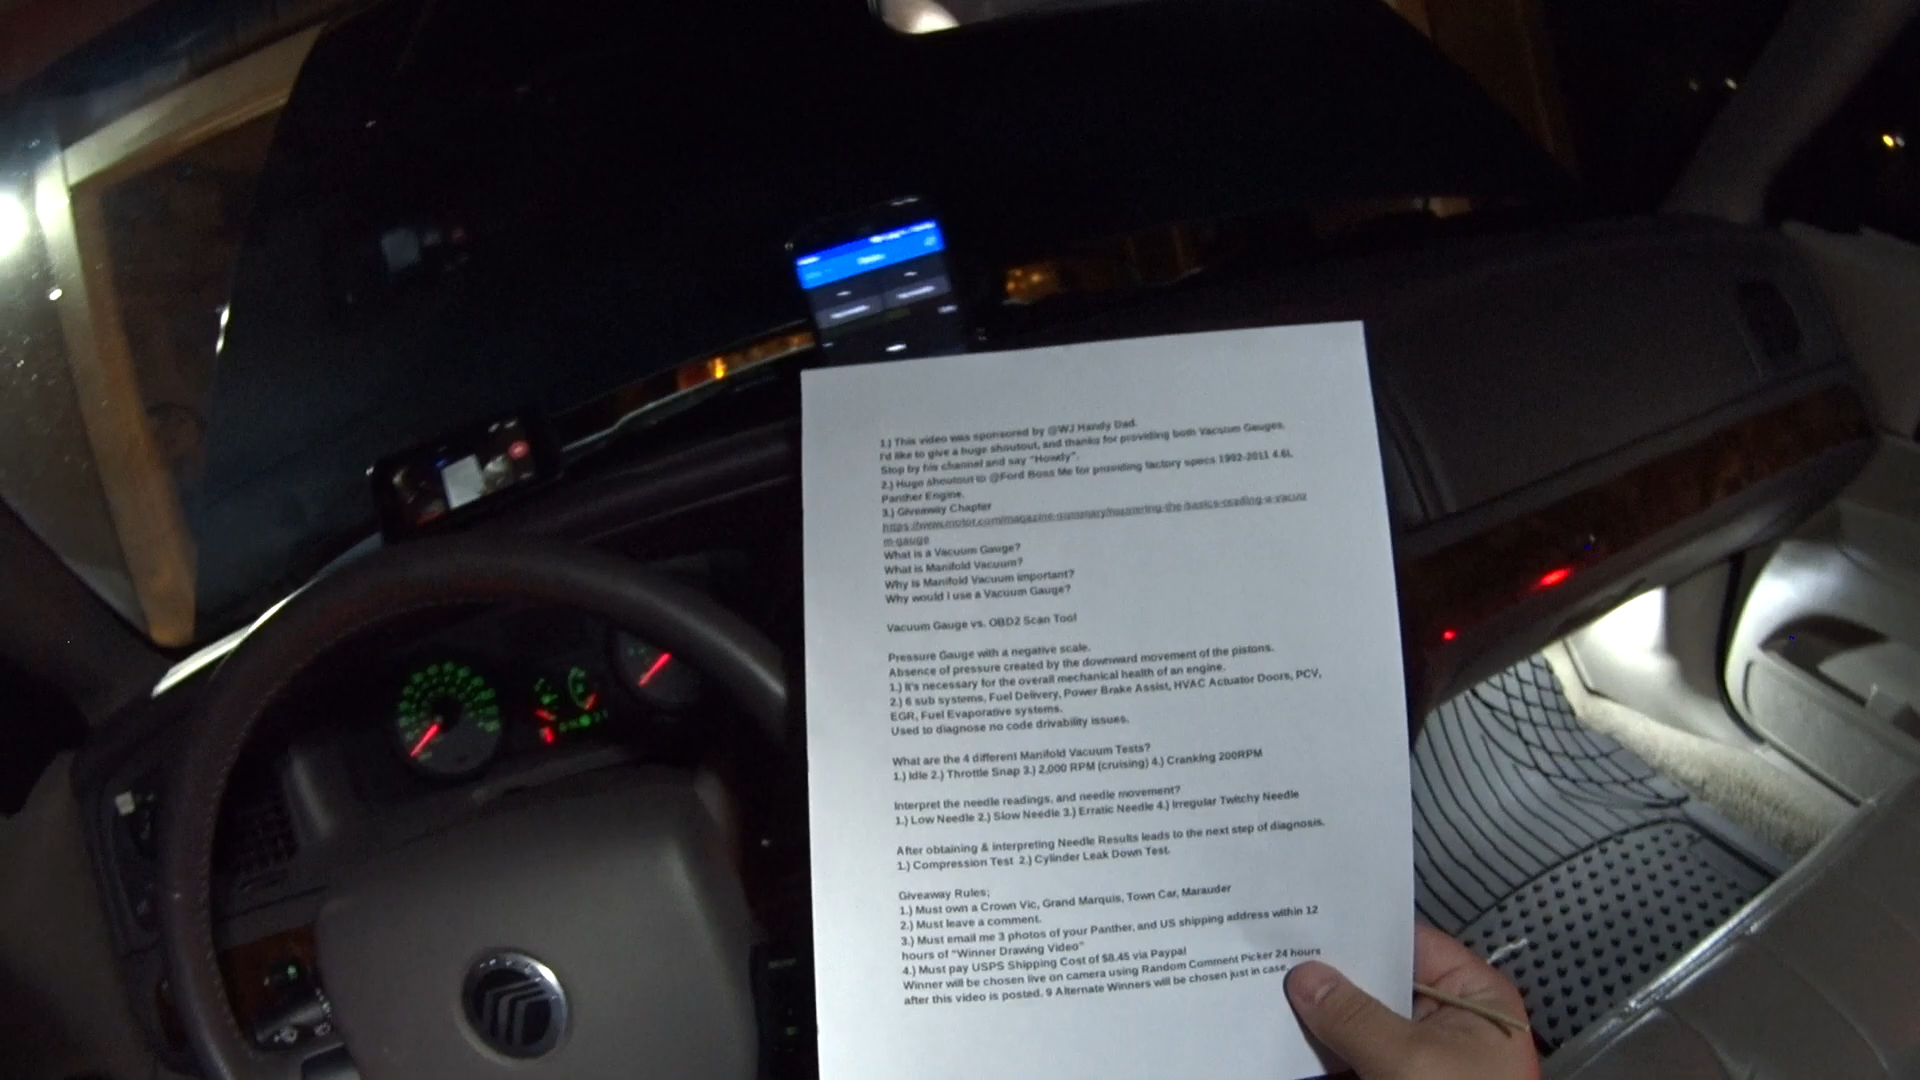 1.) This video was sponsored by @WJ Handy Dad.
I'd like to give a huge shoutout, and thanks for providing both Vacuum Gauges.
Stop by his channel and say "Howdy".
2.) Huge shoutout to @Ford Boss Me for providing factory specs 1992-2011 4.6L
Panther Engine.
3.) Giveaway Chapter
https://www.motor.com/magazine-summary/mastering-the-basics-reading-a-vacuu
m-gauge
What is a Vacuum Gauge?
What is Manifold Vacuum?
Why is Manifold Vacuum important?
Why would I use a Vacuum Gauge?
Vacuum Gauge vs. OBD2 Scan Tool
Pressure Gauge with a negative scale.
Absence of pressure created by the downward movement of the pistons.
1.) It's necessary for the overall mechanical health of an engine.
2.) 6 sub systems, Fuel Delivery, Power Brake Assist, HVAC Actuator Doors, PCV,
EGR, Fuel Evaporative systems.
Used to diagnose no code drivability issues.
What are the 4 different Manifold Vacuum Tests?
1.) Idle 2.) Throttle Snap 3.) 2,000 RPM (cruising) 4.) Cranking 200RPM
Interpret the needle readings, and needle movement?
1.) Low Needle 2.) Slow Needle 3.) Erratic Needle 4.) Irregular Twitchy Needle
After obtaining & interpreting Needle Results leads to the next step of diagnosis.
1.) Compression Test 2.) Cylinder Leak Down Test.
Giveaway Rules;
1.) Must own a Crown Vic, Grand Marquis, Town Car, Marauder
2.) Must leave a comment.
3.) Must email me 3 photos of your Panther, and US shipping address within 12
hours of "Winner Drawing Video"
4.) Must pay USPS Shipping Cost of $8.45 via Paypal
Winner will be chosen live on camera using Random Comment Picker 24 hours
after this video is posted. 9 Alternate Winners will be chosen just in case.